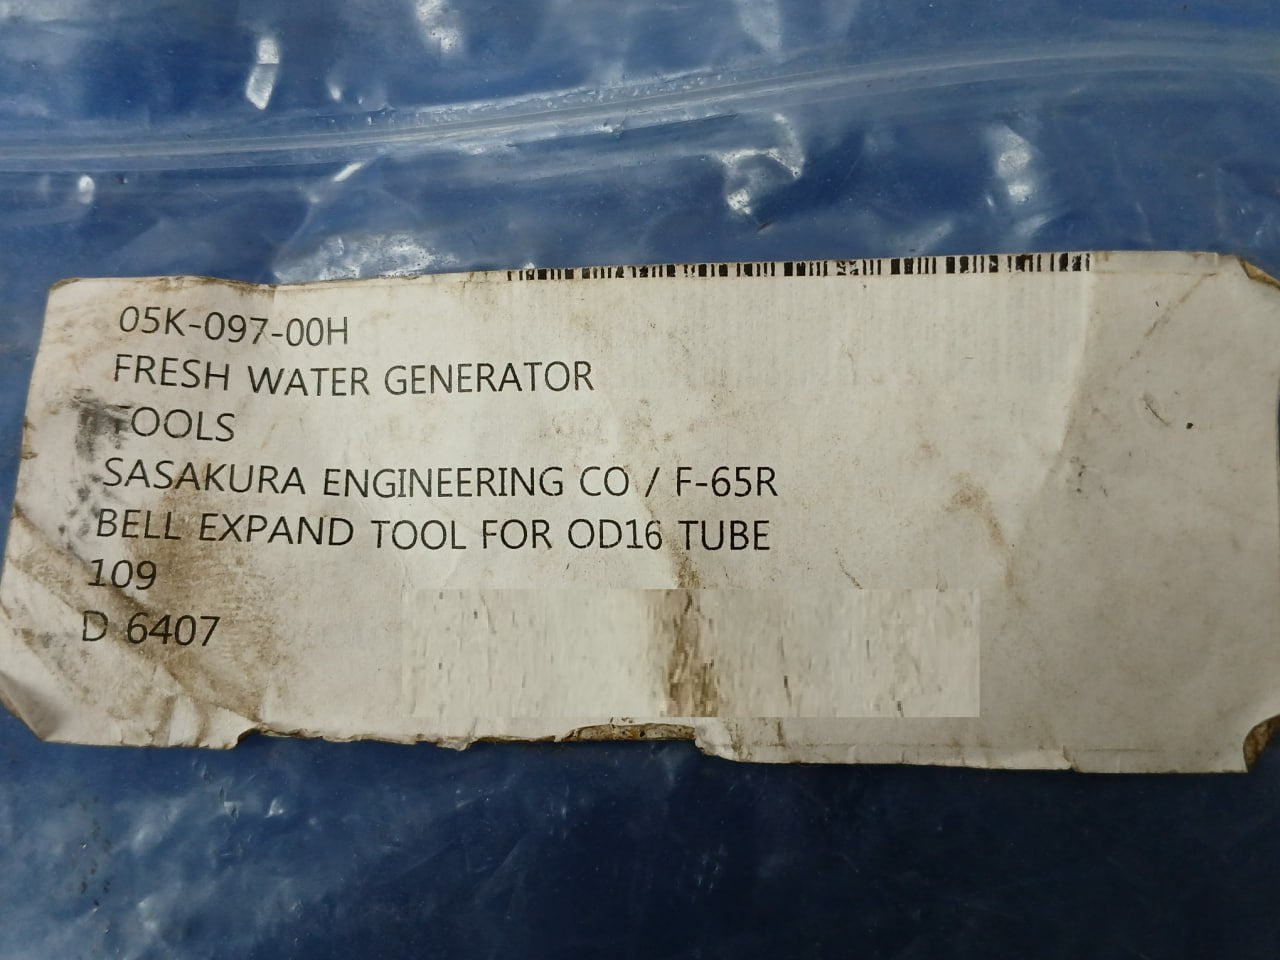 05K-097-00H
FRESH WATER GENERATOR
TOOLS
SASAKURA ENGINEERING CO / F-65R
BELL EXPAND TOOL FOR OD16 TUBE
109
D 6407